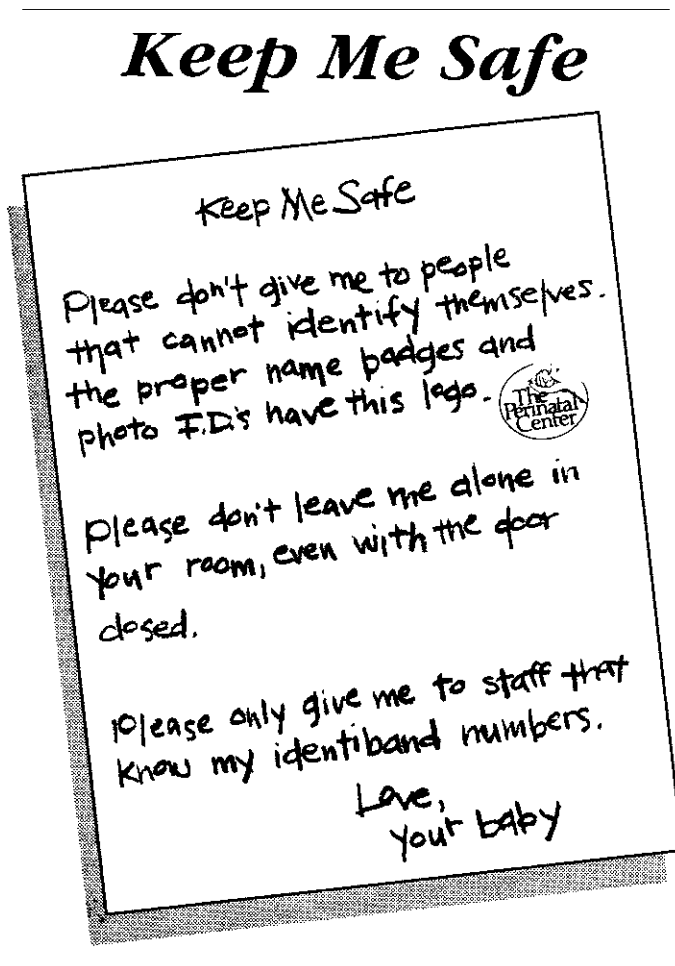 Keep Me Safe
Keep Me Safe
Please don't give me to people
that cannot identify themselves.
the proper name badges and
photo I.D.'s have this logo.
The
Perinatal
Center
please don't leave me alone in
your room, even with the door
closed.
Please only give me to staff that
know my identiband numbers.
Love,
your baby